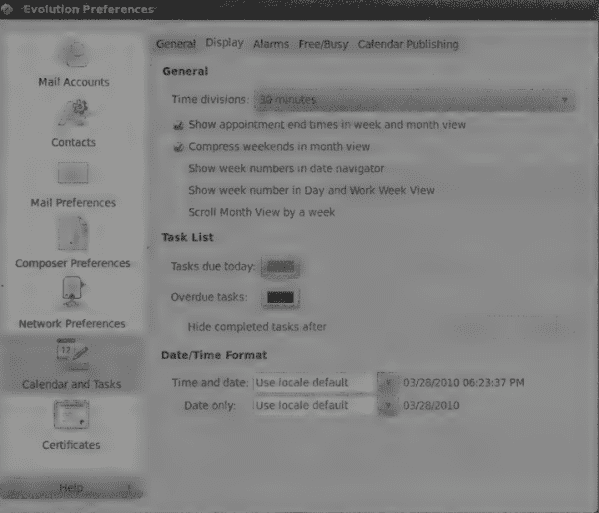 Evolution Preferences
Mail Accounts
Contacts
Mail Preferences
Composer Preferences
Network Preferences
Calendar and Tasks
Certificates
Help
General Display Alarms Free/Busy Calendar Publishing
General
Time divisions: 30 minutes
Show appointment end times in week and month view
Compress weekends in month view
Show week numbers in date navigator
Show week number in Day and Work Week View
Scroll Month View by a week
Task List
Tasks due today:
Overdue tasks:
Hide completed tasks after
Date/Time Format
Time and date: Use locale default 03/28/2010 06:23:37 PM
Date only: Use locale default 03/28/2010